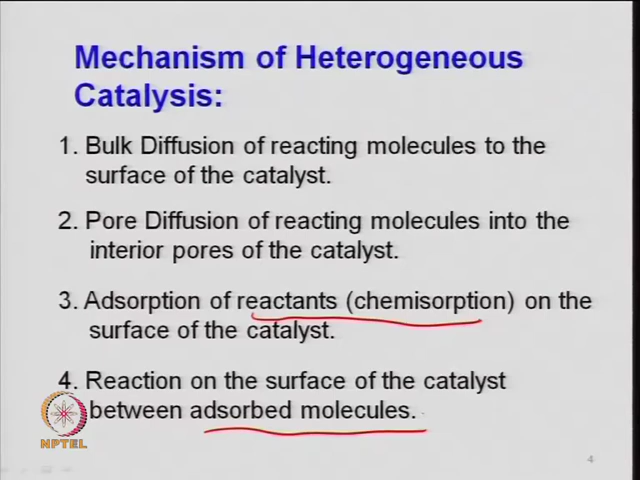 Mechanism of Heterogeneous
Catalysis:
1. Bulk Diffusion of reacting molecules to the
surface of the catalyst.
2. Pore Diffusion of reacting molecules into the
interior pores of the catalyst.
3. Adsorption of reactants (chemisorption) on the
surface of the catalyst.
4. Reaction on the surface of the catalyst
between adsorbed molecules.
NPTEL
4